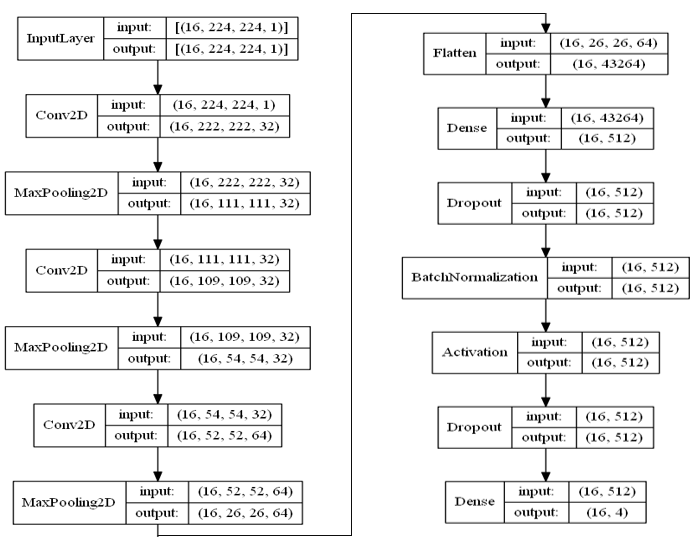 InputLayer
input: [(16, 224, 224, 1)]
output: [(16, 224, 224, 1)]
Conv2D
input: (16, 224, 224, 1)
output: (16, 222, 222, 32)
MaxPooling2D
input: (16, 222, 222, 32)
output: (16, 111, 111, 32)
Conv2D
input: (16, 111, 111, 32)
output: (16, 109, 109, 32)
MaxPooling2D
input: (16, 109, 109, 32)
output: (16, 54, 54, 32)
Conv2D
input: (16, 54, 54, 32)
output: (16, 52, 52, 64)
MaxPooling2D
input: (16, 52, 52, 64)
output: (16, 26, 26, 64)
Flatten
input: (16, 26, 26, 64)
output: (16, 43264)
Dense
input: (16, 43264)
output: (16, 512)
Dropout
input: (16, 512)
output: (16, 512)
BatchNormalization
input: (16, 512)
output: (16, 512)
Activation
input: (16, 512)
output: (16, 512)
Dropout
input: (16, 512)
output: (16, 512)
Dense
input: (16, 512)
output: (16, 4)